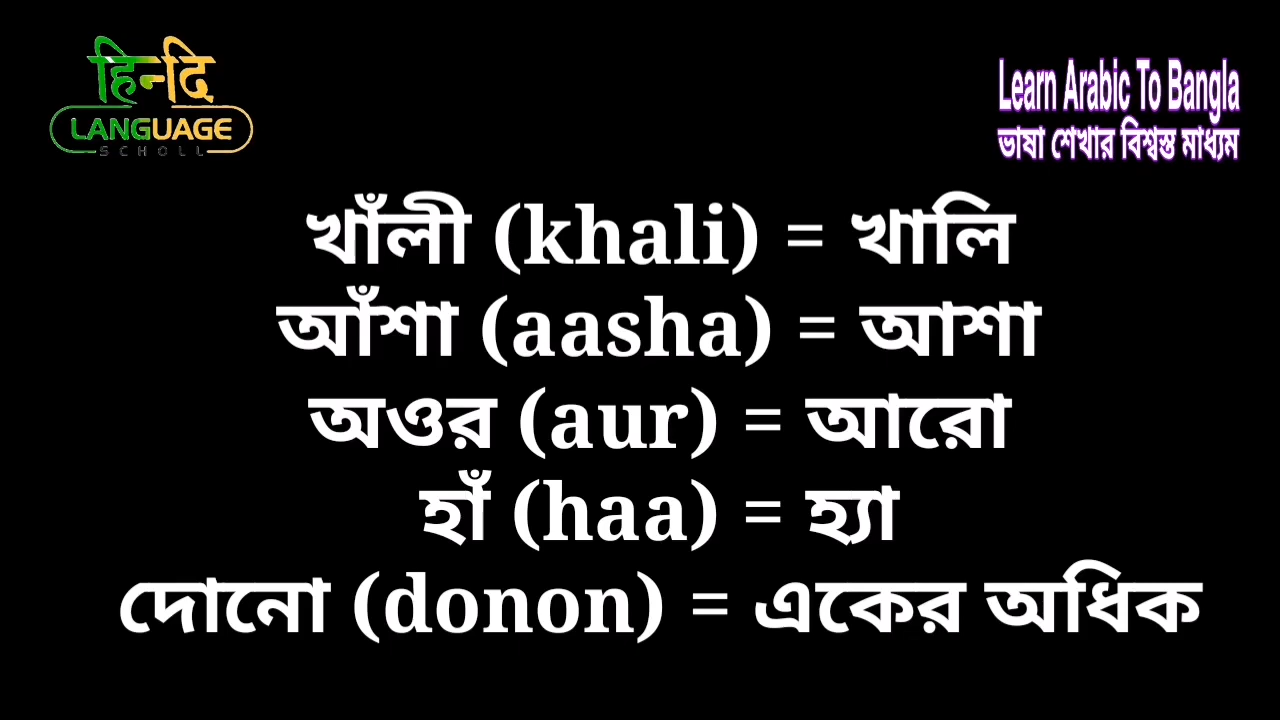 हिन्दि
LANGUAGE
SCHOLL
Learn Arabic To Bangla
ভাষা শেখার বিশ্বস্ত মাধ্যম
খাঁলী (khali) = খালি
আঁশা (aasha) = আশা
অওর (aur) = আরো
হাঁ (haa) = হ্যা
দোনো (donon) = একের অধিক